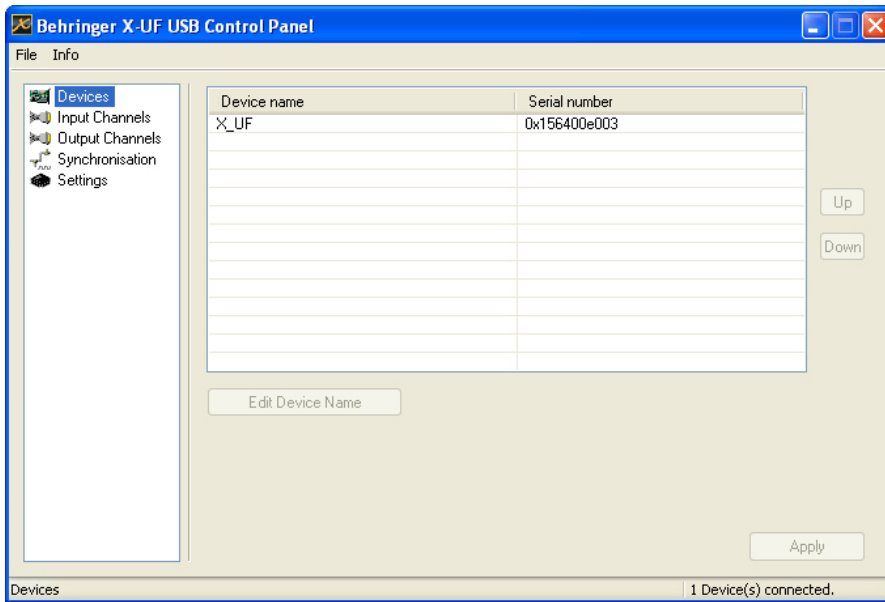 Behringer X-UF USB Control Panel
File Info
Devices
Input Channels
Output Channels
Synchronisation
Settings
Device name Serial number
X_UF 0x156400e003
Up
Down
Edit Device Name
Apply
Devices 1 Device(s) connected.